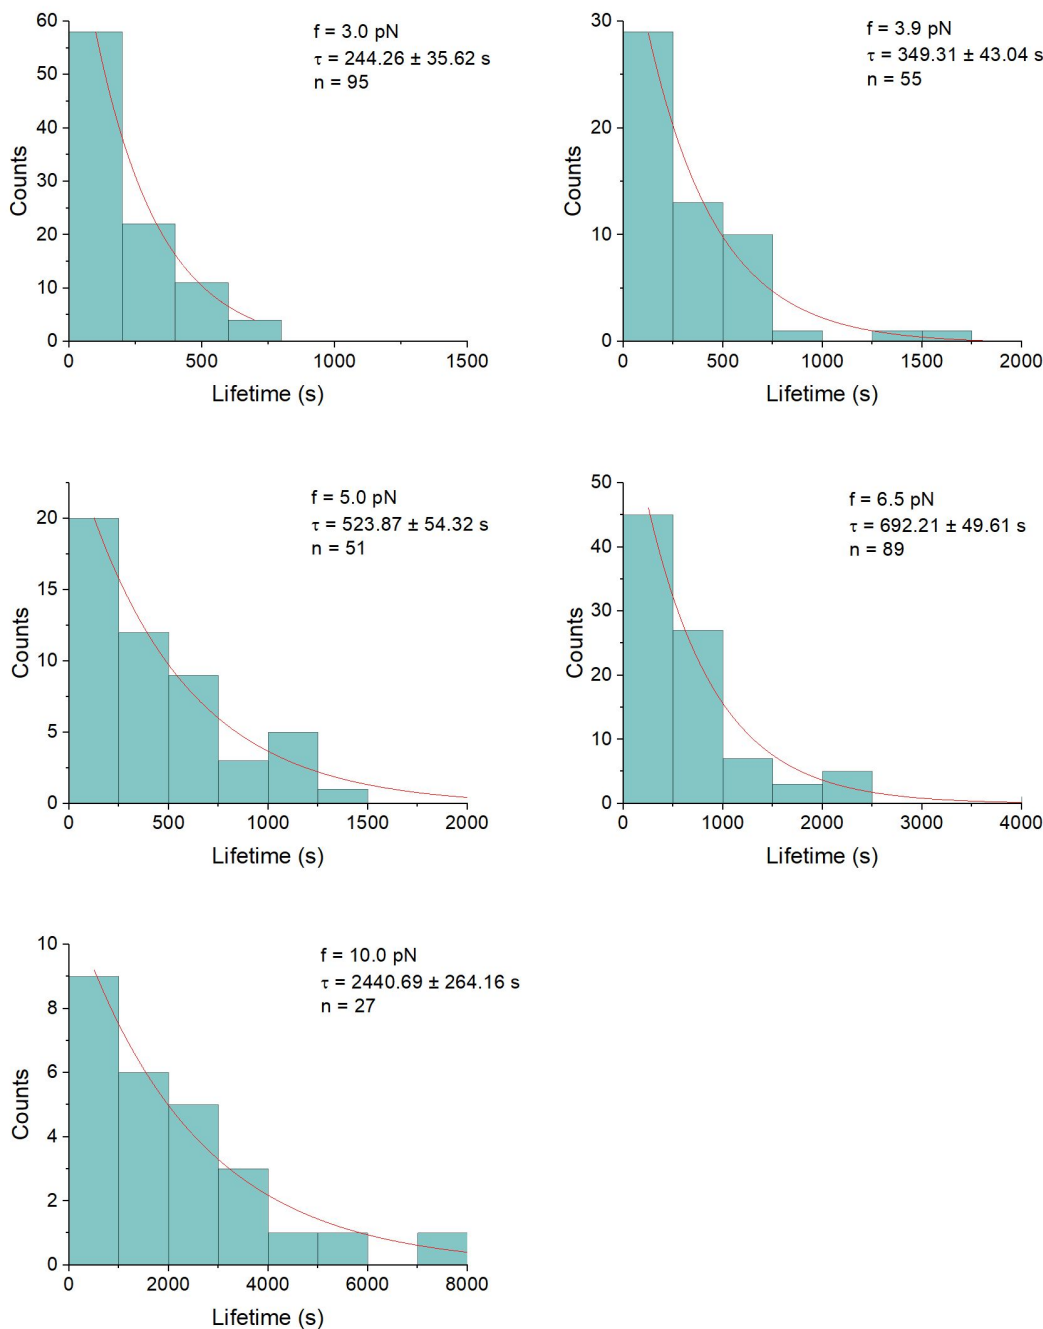 f = 3.0 pN
τ = 244.26 ± 35.62 s
n = 95
Counts
60
50
40
30
20
10
0
0 500 1000 1500
Lifetime (s)
f = 3.9 pN
τ = 349.31 ± 43.04 s
n = 55
Counts
30
20
10
0
0 500 1000 1500 2000
Lifetime (s)
f = 5.0 pN
τ = 523.87 ± 54.32 s
n = 51
Counts
20
15
10
5
0
0 500 1000 1500 2000
Lifetime (s)
f = 6.5 pN
τ = 692.21 ± 49.61 s
n = 89
Counts
50
40
30
20
10
0
0 1000 2000 3000 4000
Lifetime (s)
f = 10.0 pN
τ = 2440.69 ± 264.16 s
n = 27
Counts
10
8
6
4
2
0
0 2000 4000 6000 8000
Lifetime (s)